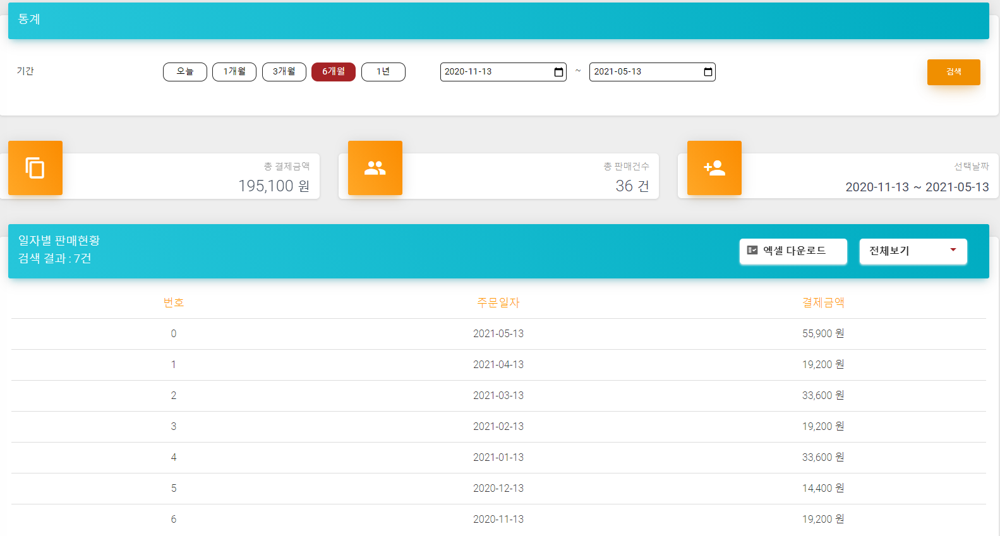 통계
기간 오늘 1개월 3개월 6개월 1년 2020-11-13 ~ 2021-05-13 검색
총 결제금액
195,100 원
총 판매건수
36 건
선택날짜
2020-11-13 ~ 2021-05-13
일자별 판매현황
검색 결과 : 7건
엑셀 다운로드 전체보기
번호 주문일자 결제금액
0 2021-05-13 55,900 원
1 2021-04-13 19,200 원
2 2021-03-13 33,600 원
3 2021-02-13 19,200 원
4 2021-01-13 33,600 원
5 2020-12-13 14,400 원
6 2020-11-13 19,200 원